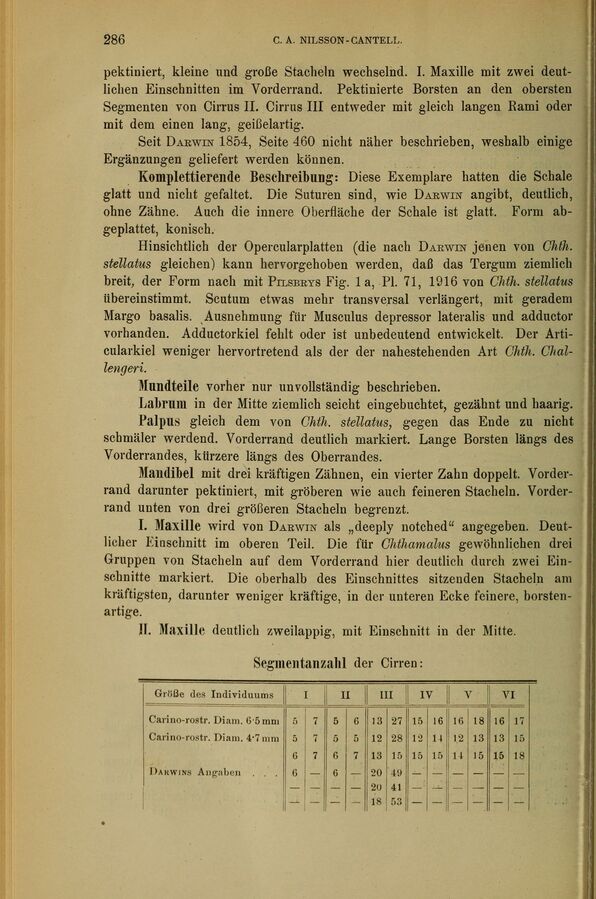 286 C. A. NILSSON-CANTELL.
pektiniert, kleine und große Stacheln wechselnd. I. Maxille mit zwei deut-
lichen Einschnitten im Vorderrand. Pektinierte Borsten an den obersten
Segmenten von Cirrus II. Cirrus III entweder mit gleich langen Rami oder
mit dem einen lang, geißelartig.
Seit DARWIN 1854, Seite 460 nicht näher beschrieben, weshalb einige
Ergänzungen geliefert werden können.
Komplettierende Beschreibung: Diese Exemplare hatten die Schale
glatt und nicht gefaltet. Die Suturen sind, wie DARWIN angibt, deutlich,
ohne Zähne. Auch die innere Oberfläche der Schale ist glatt. Form ab-
geplattet, konisch.
Hinsichtlich der Opercularplatten (die nach DARWIN jenen von Chth.
stellatus gleichen) kann hervorgehoben werden, daß das Tergum ziemlich
breit, der Form nach mit PILSBRYS Fig. 1 a, Pl. 71, 1916 von Chth. stellatus
übereinstimmt. Scutum etwas mehr transversal verlängert, mit geradem
Margo basalis. Ausnehmung für Musculus depressor lateralis und adductor
vorhanden. Adductorkiel fehlt oder ist unbedeutend entwickelt. Der Arti-
cularkiel weniger hervortretend als der der nahestehenden Art Chth. Chal-
lengeri.
Mundteile vorher nur unvollständig beschrieben.
Labrum in der Mitte ziemlich seicht eingebuchtet, gezähnt und haarig.
Palpus gleich dem von Chth. stellatus, gegen das Ende zu nicht
schmäler werdend. Vorderrand deutlich markiert. Lange Borsten längs des
Vorderrandes, kürzere längs des Oberrandes.
Mandibel mit drei kräftigen Zähnen, ein vierter Zahn doppelt. Vorder-
rand darunter pektiniert, mit gröberen wie auch feineren Stacheln. Vorder-
rand unten von drei größeren Stacheln begrenzt.
I. Maxille wird von DARWIN als „deeply notched“ angegeben. Deut-
licher Einschnitt im oberen Teil. Die für Chthamalus gewöhnlichen drei
Gruppen von Stacheln auf dem Vorderrand hier deutlich durch zwei Ein-
schnitte markiert. Die oberhalb des Einschnittes sitzenden Stacheln am
kräftigsten, darunter weniger kräftige, in der unteren Ecke feinere, borsten-
artige.
II. Maxille deutlich zweilappig, mit Einschnitt in der Mitte.
Segmentanzahl der Cirren:
Größe des Individuums I II III IV V VI
Carino-rostr. Diam. 6·5 mm 5 7 5 6 13 27 15 16 16 18 16 17
Carino-rostr. Diam. 4·7 mm 5 7 5 5 12 28 12 14 12 13 13 15
6 7 6 7 13 15 15 15 14 15 15 18
DARWINS Angaben . . . 6 — 6 — 20 49 — — — — — —
— — — — 20 41 — — — — — —
— — — — 18 53 — — — — — —